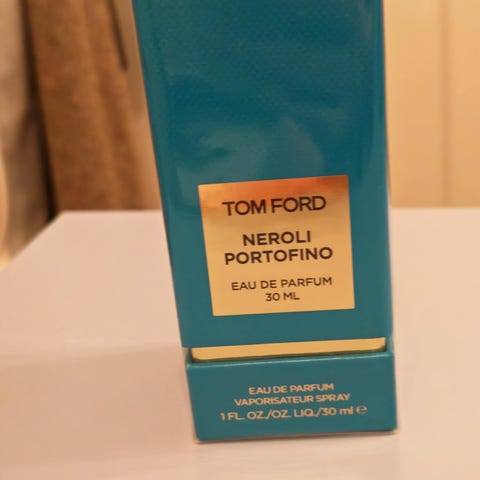 TOM FORD
NEROLI
PORTOFINO
EAU DE PARFUM
30 ML
EAU DE PARFUM
VAPORISATEUR SPRAY
1 FL. OZ./OZ. LIQ./30 ml ℮